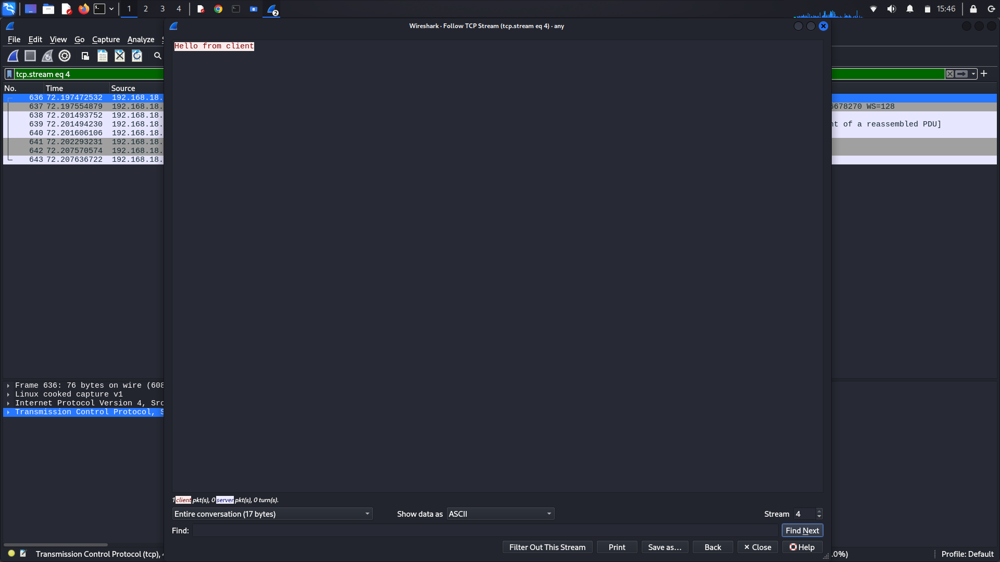 1 2 3 4 2 15:46
Wireshark · Follow TCP Stream (tcp.stream eq 4) · any
File Edit View Go Capture Analyze
Hello from client
tcp.stream eq 4
No. Time Source
636 72.197472532 192.168.18.
637 72.197554879 192.168.18. 6678270 WS=128
638 72.201493752 192.168.18.
639 72.201494230 192.168.18. nt of a reassembled PDU]
640 72.201606106 192.168.18.
641 72.202293231 192.168.18.
642 72.207570574 192.168.18.
643 72.207636722 192.168.18.
Frame 636: 76 bytes on wire (608
Linux cooked capture v1
Internet Protocol Version 4, Src
Transmission Control Protocol, S
1 client pkt(s), 0 server pkt(s), 0 turn(s).
Entire conversation (17 bytes) Show data as ASCII Stream 4
Find: Find Next
Filter Out This Stream Print Save as... Back Close Help
Transmission Control Protocol (tcp), .0%) Profile: Default